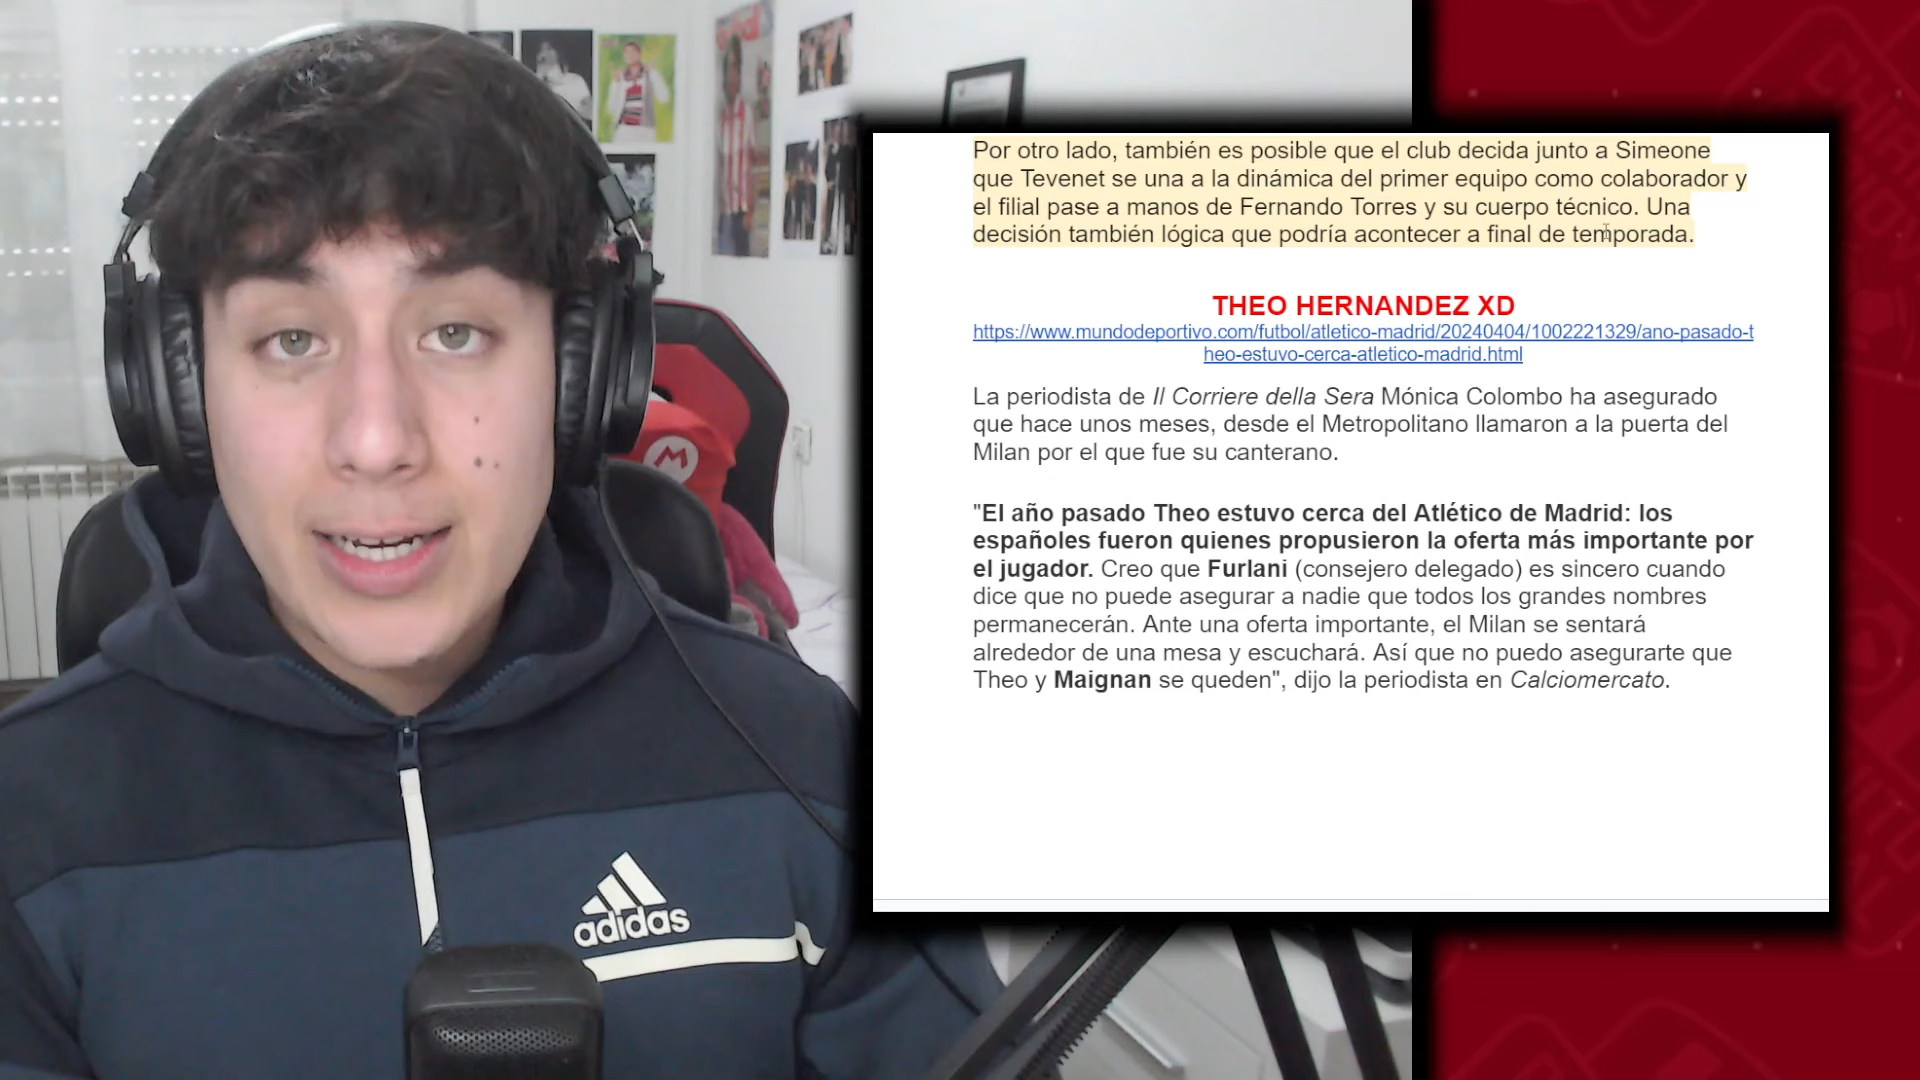 Por otro lado, también es posible que el club decida junto a Simeone
que Tevenet se una a la dinámica del primer equipo como colaborador y
el filial pase a manos de Fernando Torres y su cuerpo técnico. Una
decisión también lógica que podría acontecer a final de temporada.
THEO HERNANDEZ XD
https://www.mundodeportivo.com/futbol/atletico-madrid/20240404/1002221329/ano-pasado-t
heo-estuvo-cerca-atletico-madrid.html
La periodista de Il Corriere della Sera Mónica Colombo ha asegurado
que hace unos meses, desde el Metropolitano llamaron a la puerta del
Milan por el que fue su canterano.
"El año pasado Theo estuvo cerca del Atlético de Madrid: los
españoles fueron quienes propusieron la oferta más importante por
el jugador. Creo que Furlani (consejero delegado) es sincero cuando
dice que no puede asegurar a nadie que todos los grandes nombres
permanecerán. Ante una oferta importante, el Milan se sentará
alrededor de una mesa y escuchará. Así que no puedo asegurarte que
Theo y Maignan se queden", dijo la periodista en Calciomercato.
M
adidas